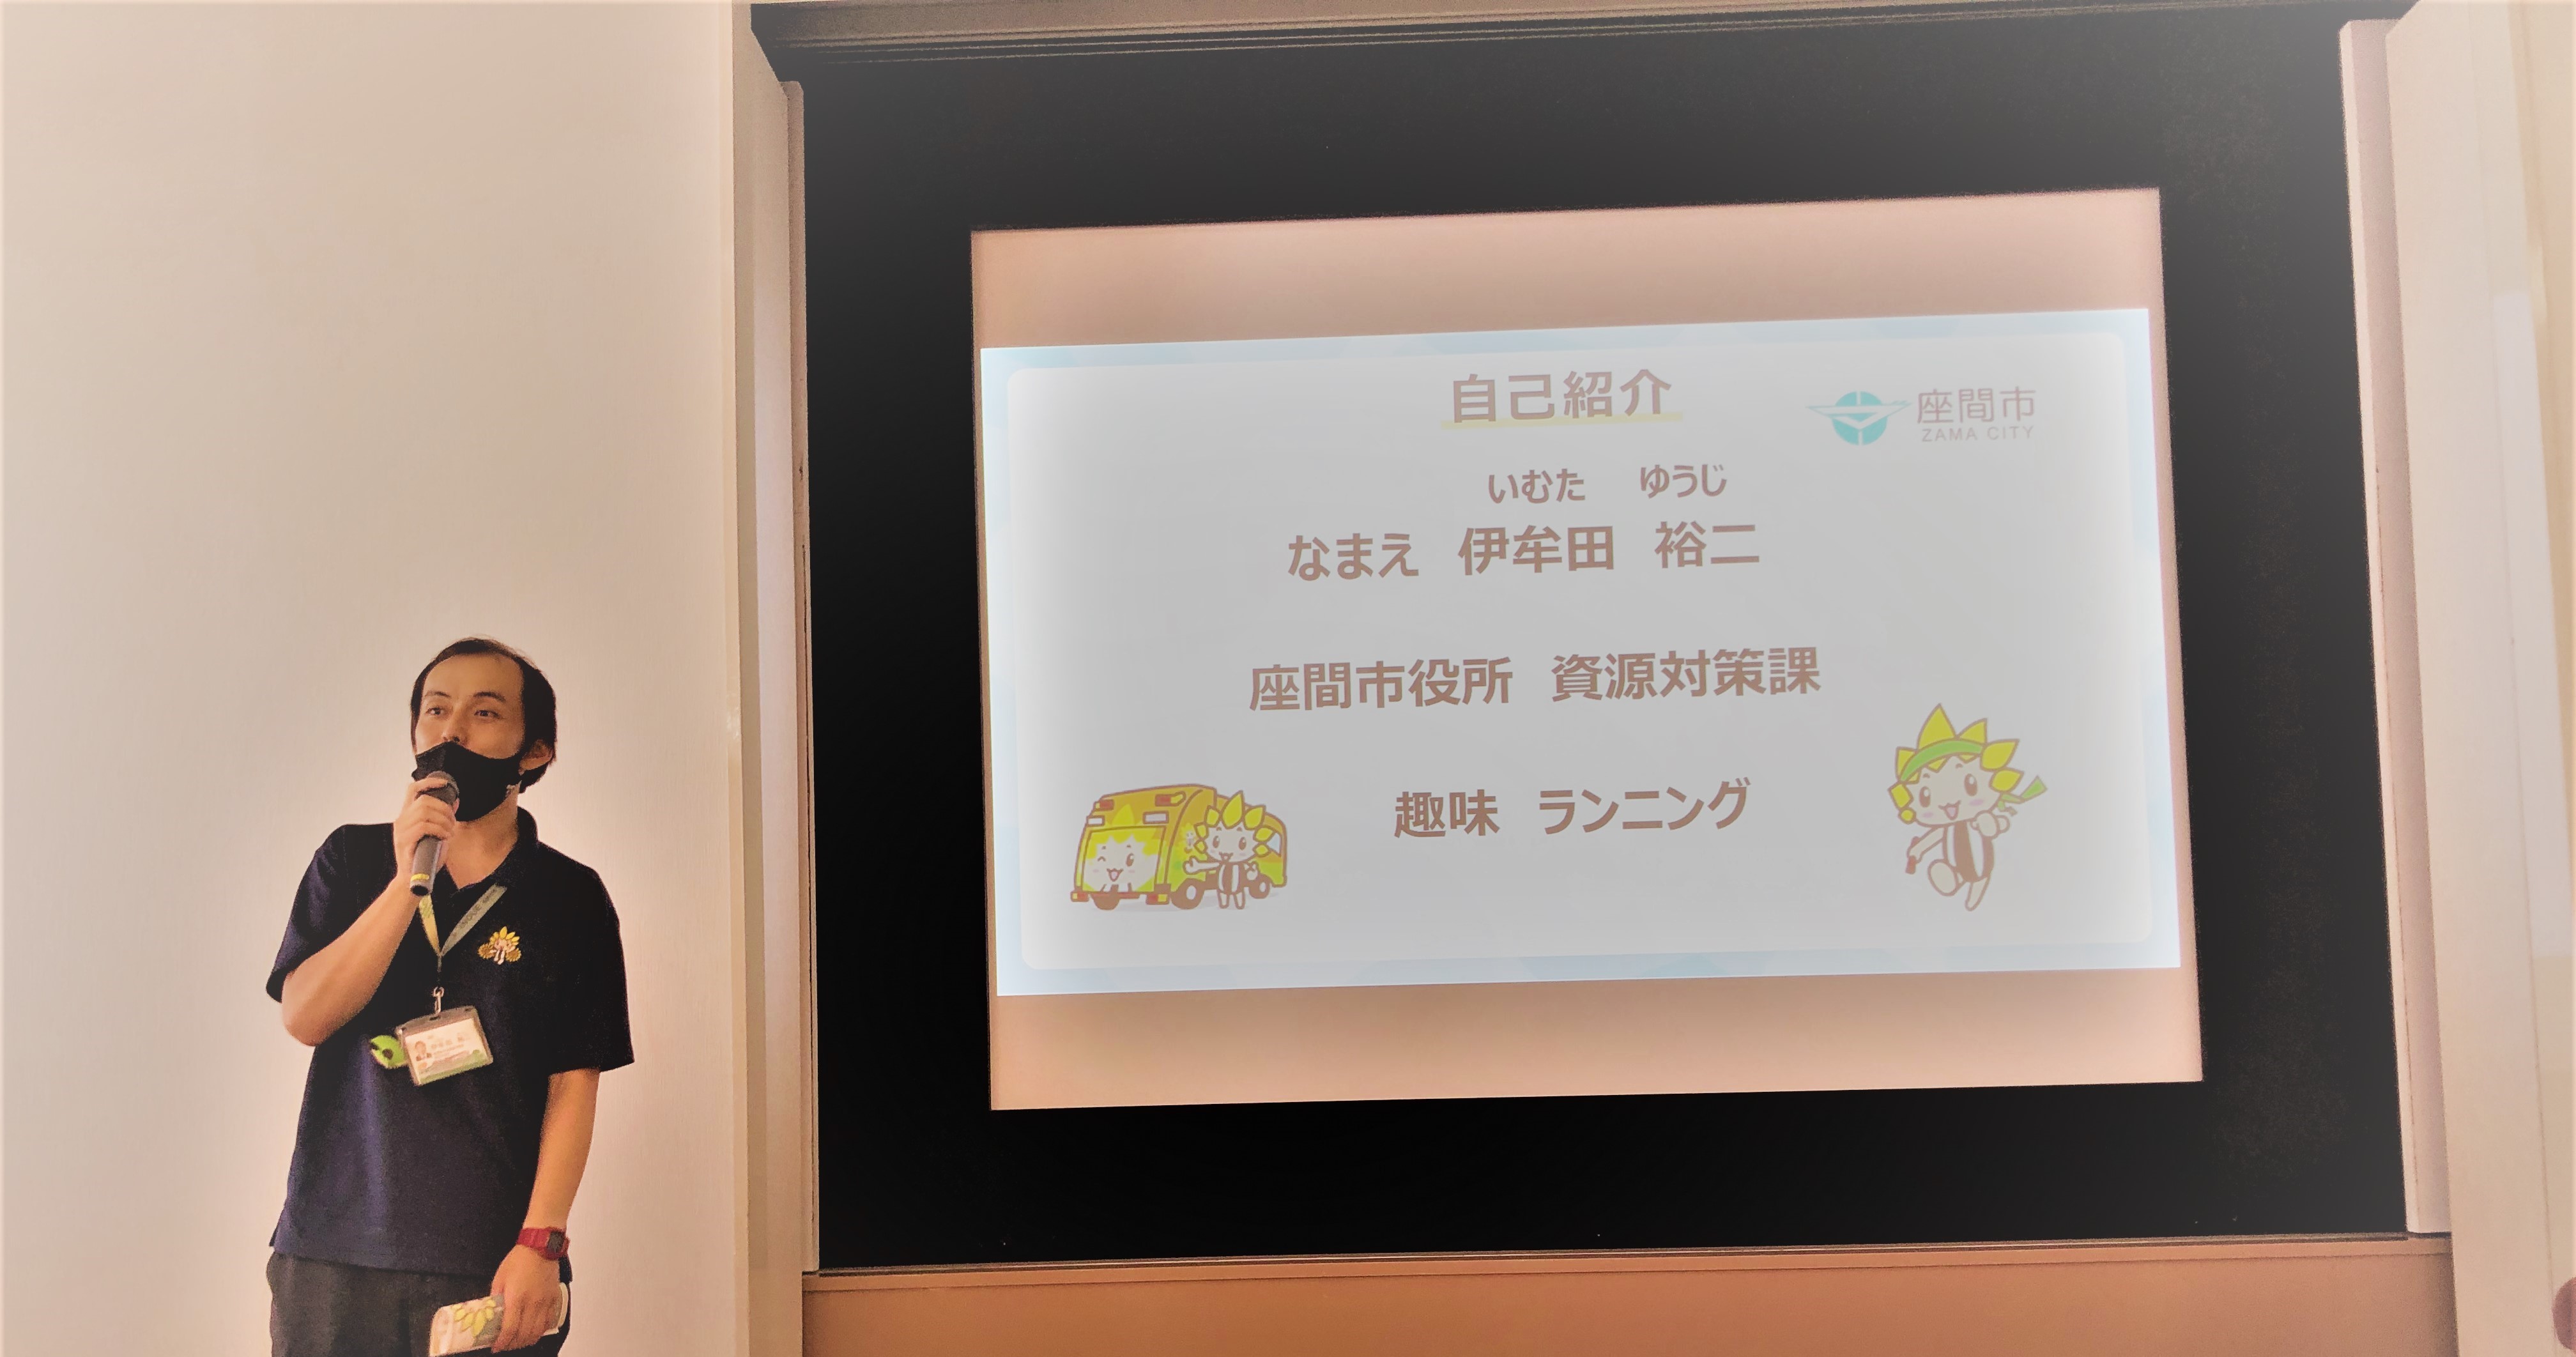 自己紹介
座間市
ZAMA CITY
いむた ゆうじ
なまえ 伊牟田 裕二
座間市役所 資源対策課
趣味 ランニング